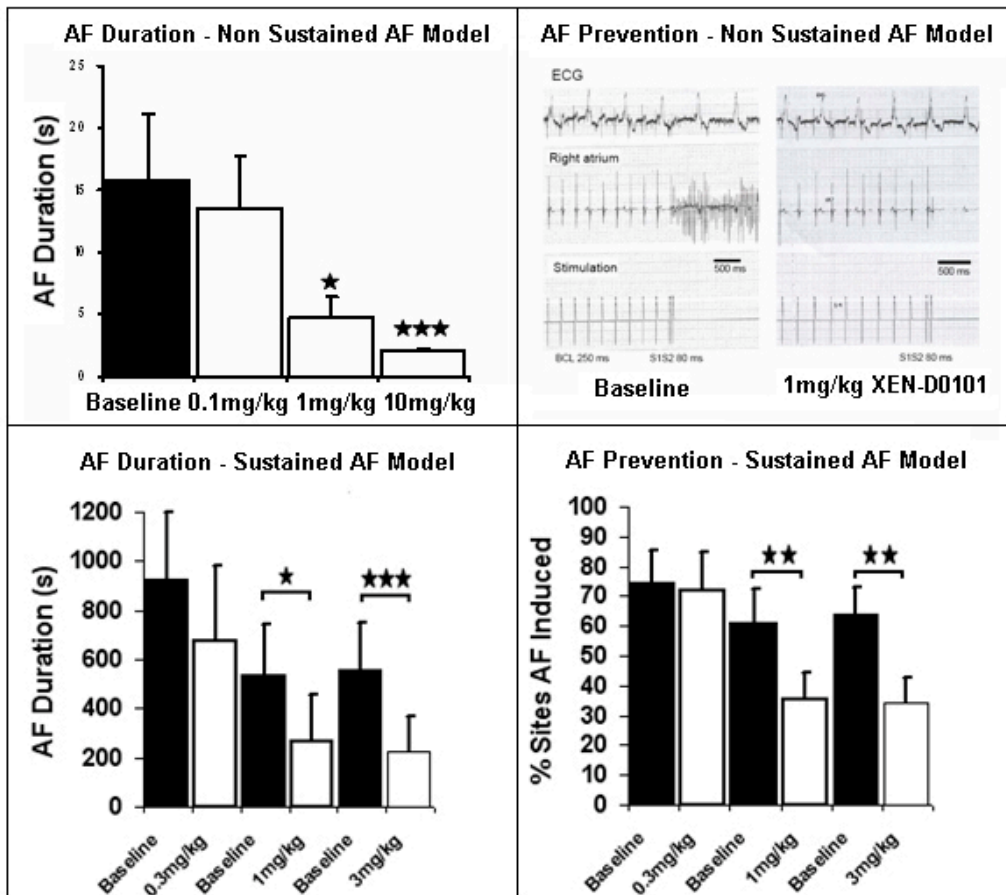 AF Duration - Non Sustained AF Model
AF Duration (s)
25
20
15
10
5
0
★
★★★
Baseline 0.1mg/kg 1mg/kg 10mg/kg
AF Prevention - Non Sustained AF Model
ECG
Right atrium
500 ms
500 ms
Stimulation
BCL 250 ms S1S2 80 ms
S1S2 80 ms
Baseline
1mg/kg XEN-D0101
AF Duration - Sustained AF Model
AF Duration (s)
1200
1000
800
600
400
200
0
★
★★★
Baseline
0.3mg/kg
Baseline
1mg/kg
Baseline
3mg/kg
AF Prevention - Sustained AF Model
% Sites AF Induced
100
90
80
70
60
50
40
30
20
10
0
★★
★★
Baseline
0.3mg/kg
Baseline
1mg/kg
Baseline
3mg/kg